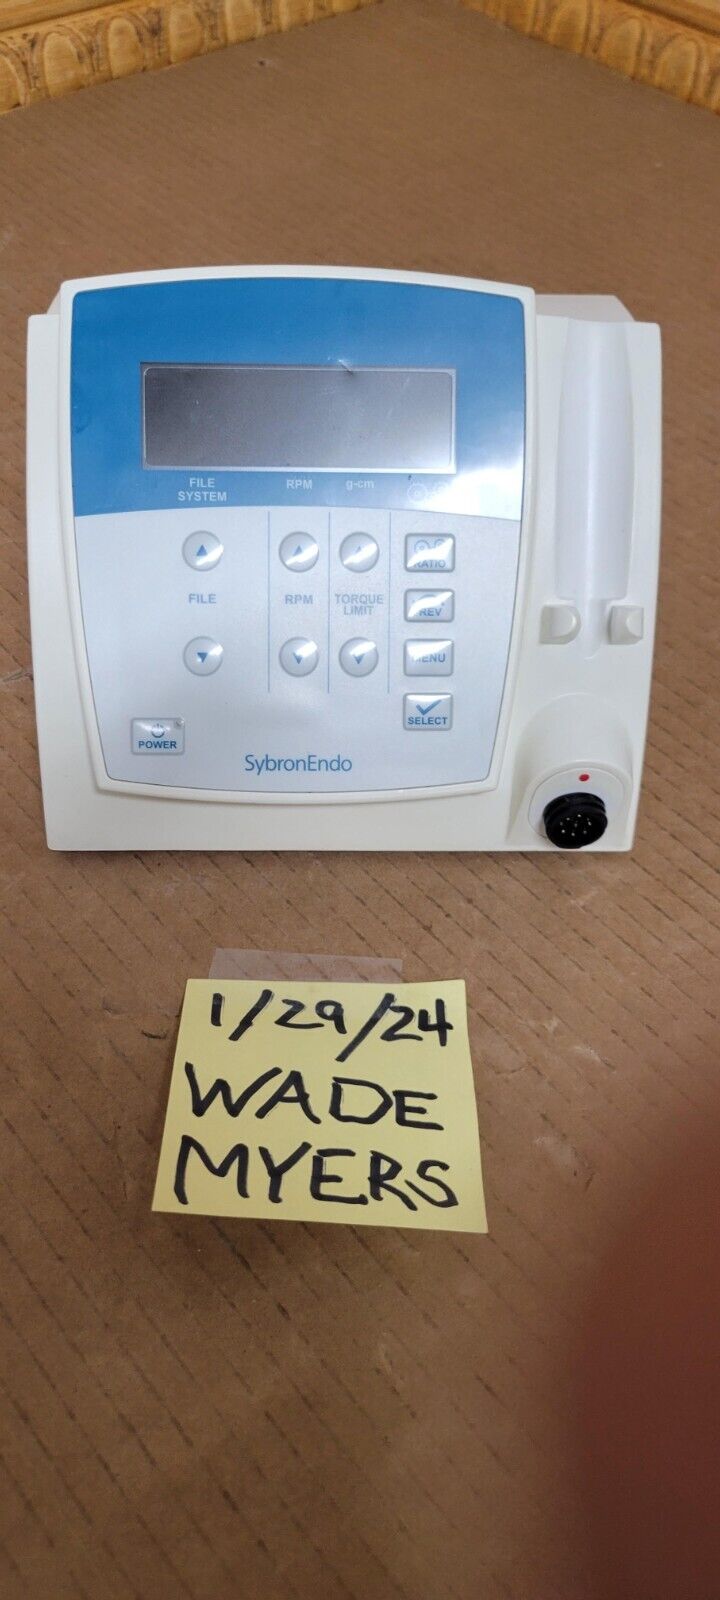 FILE SYSTEM RPM g-cm
RATIO
FILE RPM TORQUE LIMIT
REV
MENU
SELECT
POWER
SybronEndo
1/29/24
WADE
MYERS